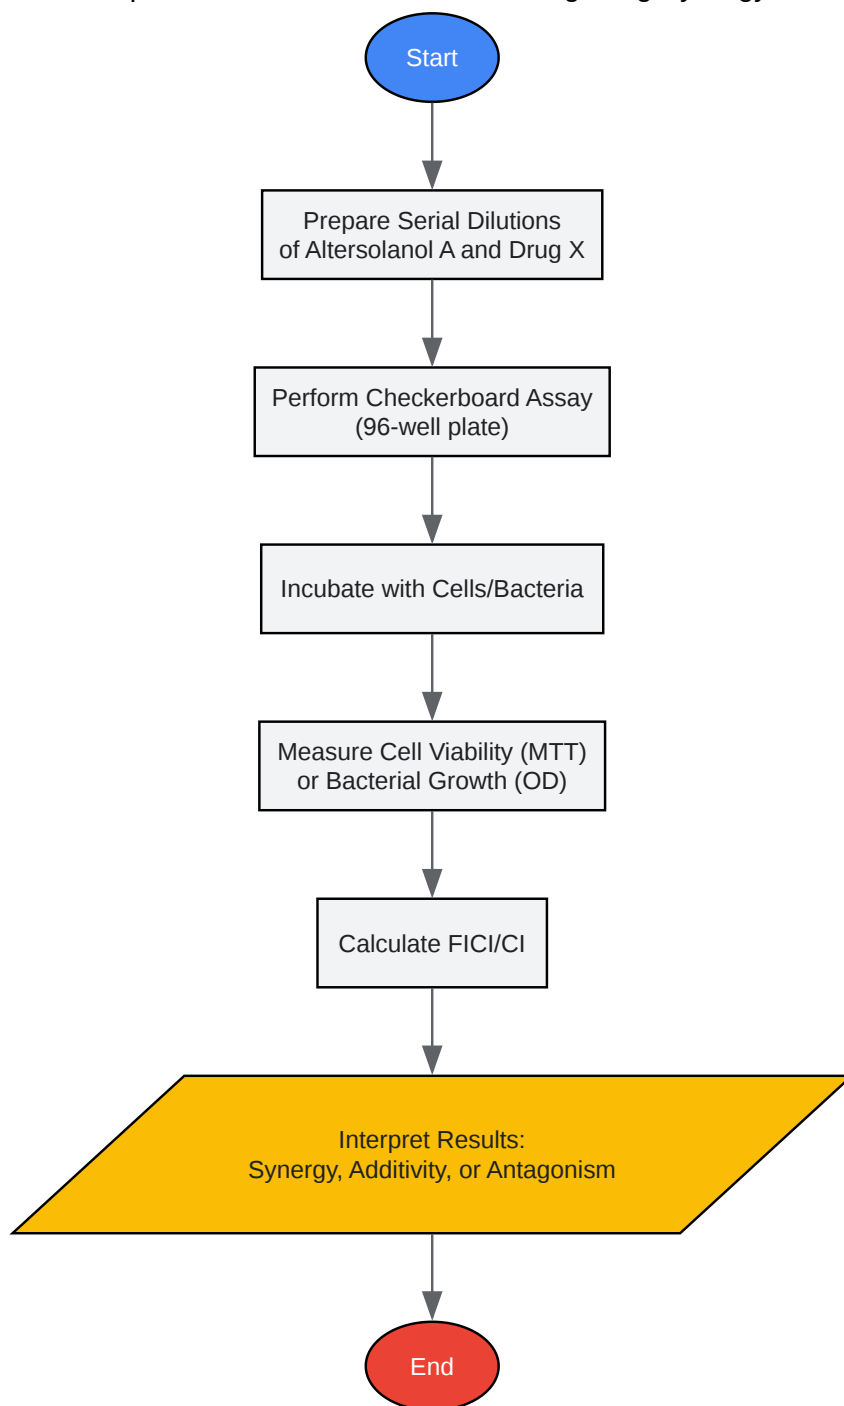 Start
Prepare Serial Dilutions
of Altersolanol A and Drug X
Perform Checkerboard Assay
(96-well plate)
Incubate with Cells/Bacteria
Measure Cell Viability (MTT)
or Bacterial Growth (OD)
Calculate FICI/CI
Interpret Results:
Synergy, Additivity, or Antagonism
End